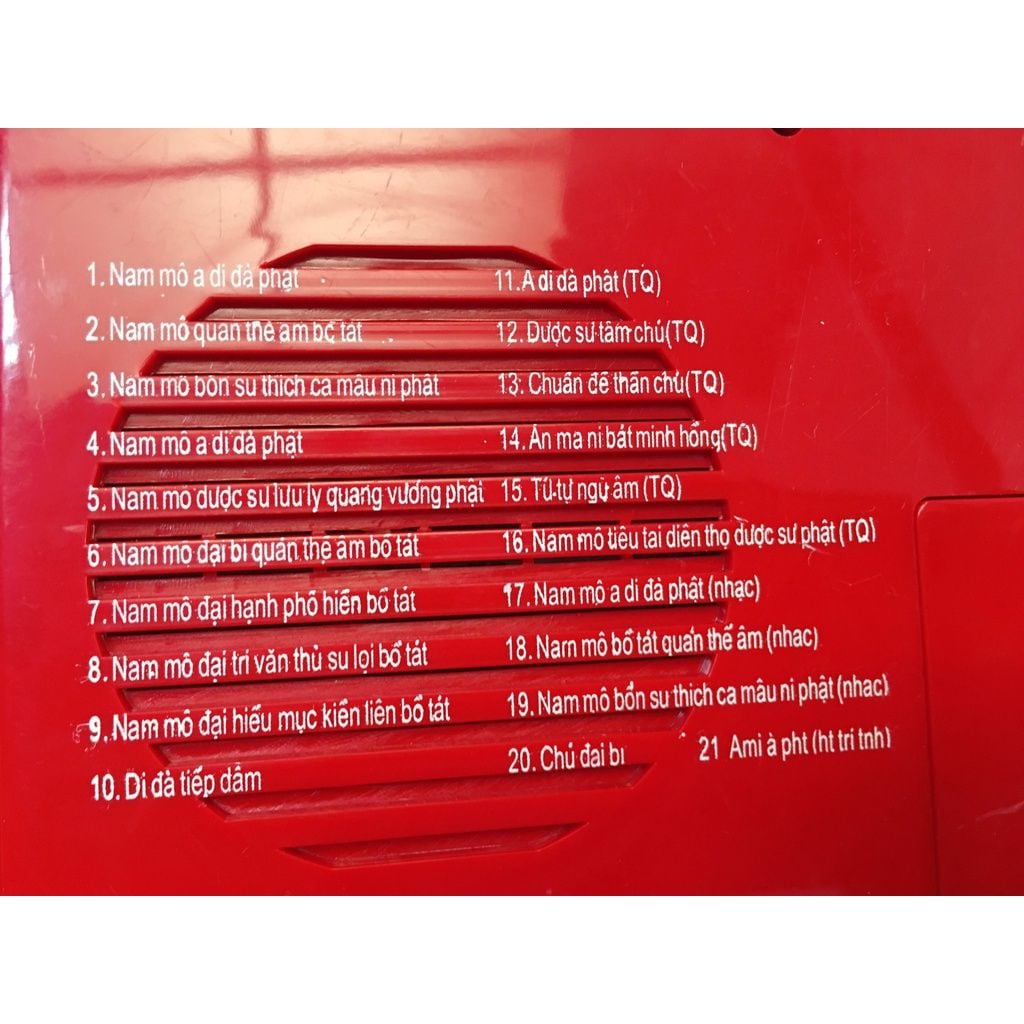 1. Nam mô a di đà phật
2. Nam mô quan thế âm bồ tát
3. Nam mô bổn sư thích ca mâu ni phật
4. Nam mô a di đà phật
5. Nam mô dược sư lưu ly quang vương phật
6. Nam mô đại bi quán thế âm bồ tát
7. Nam mô đại hạnh phổ hiền bồ tát
8. Nam mô đại trí văn thù sư lợi bồ tát
9. Nam mô đại hiếu mục kiền liên bồ tát
10. Di đà tiếp dẫm
11. A di đà phât (TQ)
12. Dược sư tâm chú (TQ)
13. Chuẩn đề thần chú (TQ)
14. Án ma ni bát minh hồng(TQ)
15. Tứ tự ngữ âm (TQ)
16. Nam mô tiêu tai diên thọ dược sư phật (TQ)
17. Nam mô a di đà phật (nhạc)
18. Nam mô bồ tát quán thế âm (nhac)
19. Nam mô bổn sư thích ca mâu ni phật (nhac)
20. Chú đai bi
21 Ami à pht (ht tri tnh)